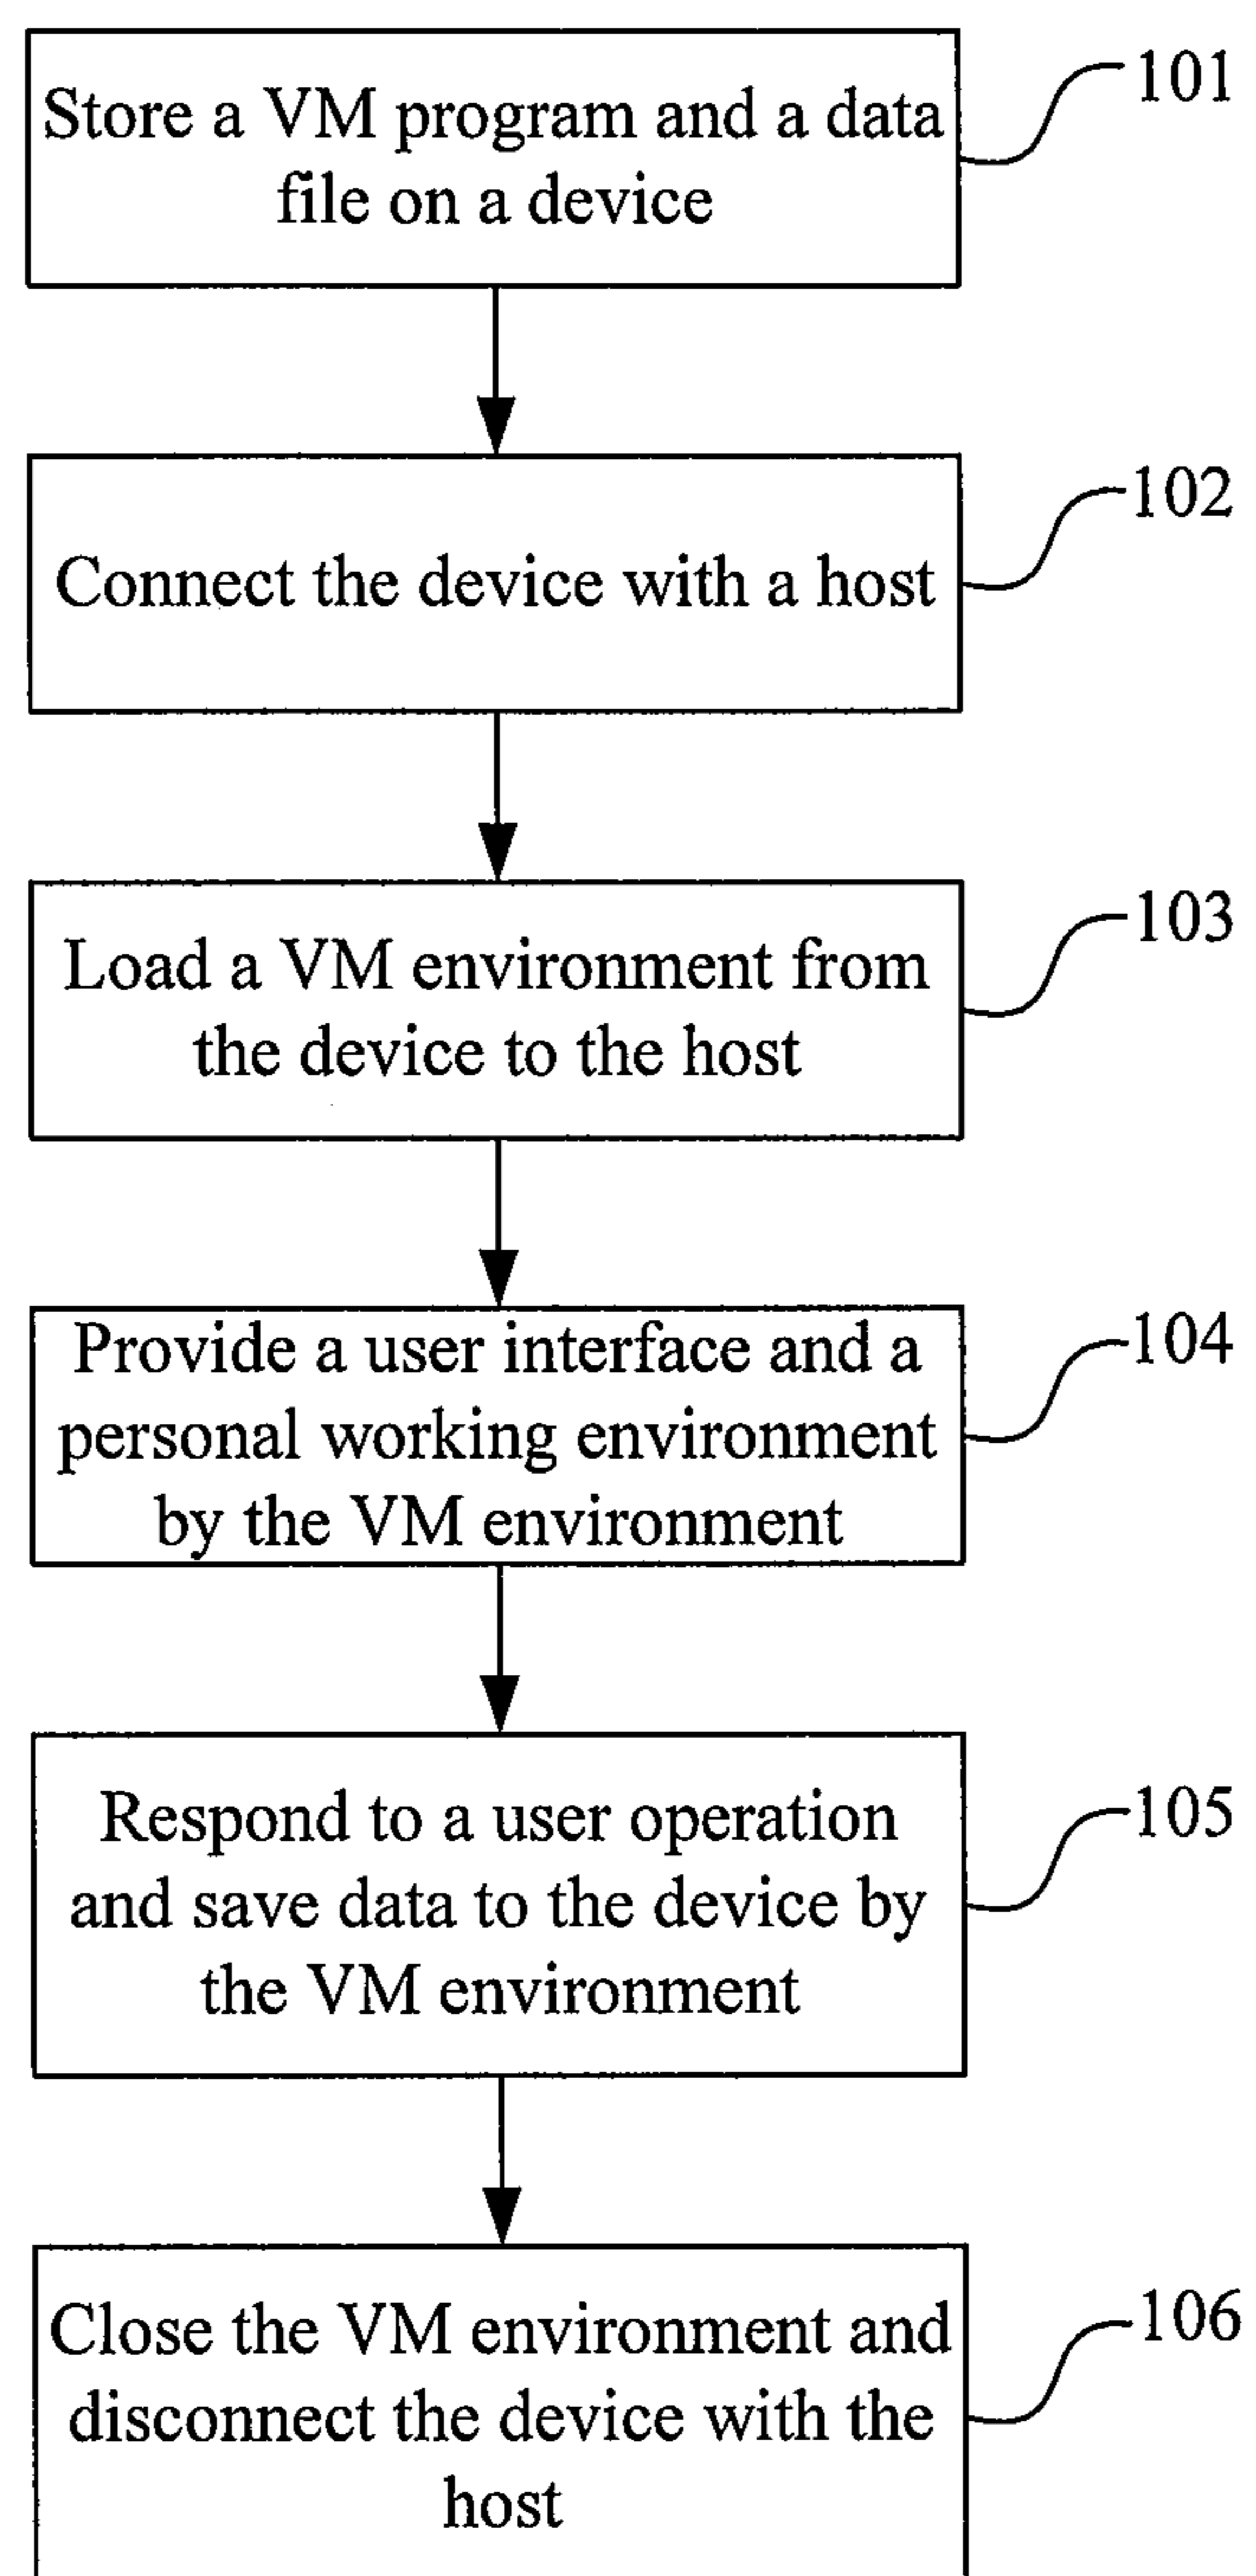 Store a VM program and a data
file on a device
101
Connect the device with a host
102
Load a VM environment from
the device to the host
103
Provide a user interface and a
personal working environment
by the VM environment
104
Respond to a user operation
and save data to the device by
the VM environment
105
Close the VM environment and
disconnect the device with the
host
106